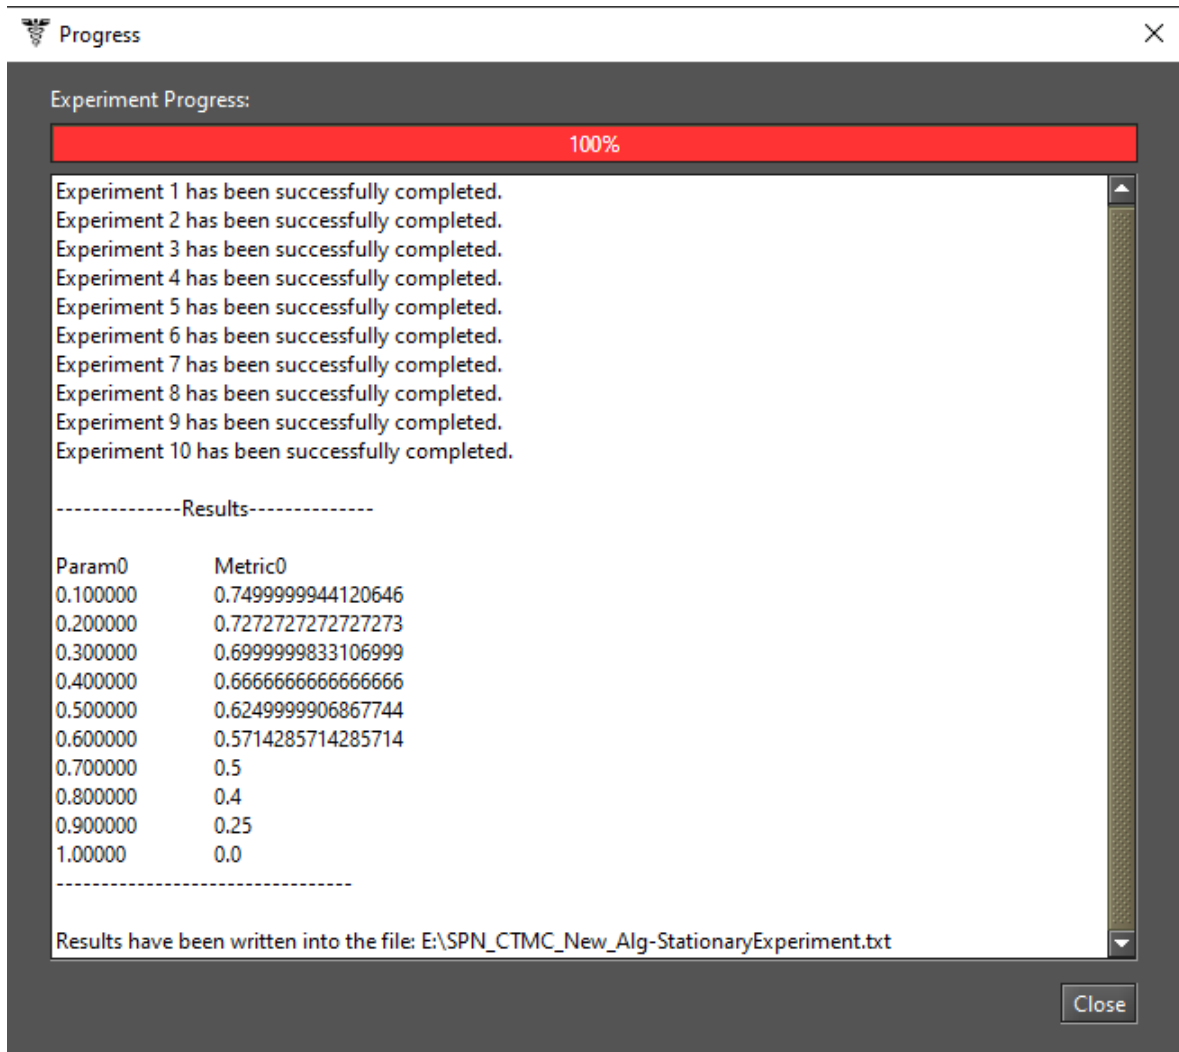 Progress
Experiment Progress:
100%
Experiment 1 has been successfully completed.
Experiment 2 has been successfully completed.
Experiment 3 has been successfully completed.
Experiment 4 has been successfully completed.
Experiment 5 has been successfully completed.
Experiment 6 has been successfully completed.
Experiment 7 has been successfully completed.
Experiment 8 has been successfully completed.
Experiment 9 has been successfully completed.
Experiment 10 has been successfully completed.
--------------Results--------------
Param0 Metric0
0.100000 0.7499999944120646
0.200000 0.7272727272727273
0.300000 0.6999999833106999
0.400000 0.6666666666666666
0.500000 0.6249999906867744
0.600000 0.5714285714285714
0.700000 0.5
0.800000 0.4
0.900000 0.25
1.00000 0.0
---------------------------------
Results have been written into the file: E:\SPN_CTMC_New_Alg-StationaryExperiment.txt
Close